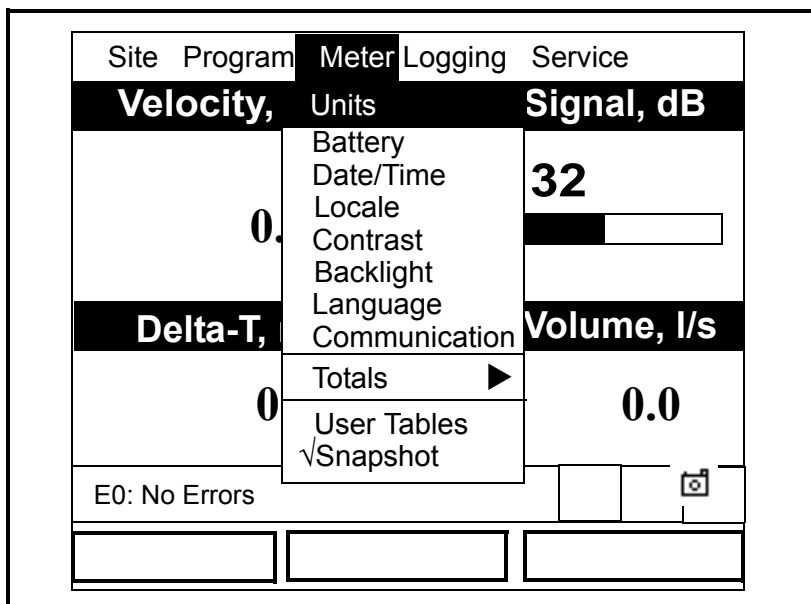 Site Program Meter Logging Service
Velocity, Units Signal, dB
Battery
Date/Time
32
Locale
0.
Contrast
Backlight
Language
Delta-T, Communication Volume, l/s
Totals ▶
0 0.0
User Tables
√Snapshot
E0: No Errors